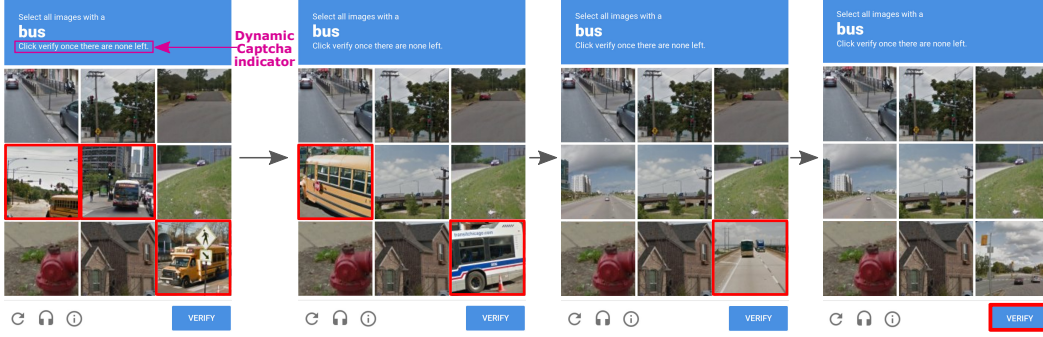 Select all images with a
bus
Click verify once there are none left.
Dynamic
Captcha
indicator
Select all images with a
bus
Click verify once there are none left.
Select all images with a
bus
Click verify once there are none left.
Select all images with a
bus
Click verify once there are none left.
VERIFY
VERIFY
VERIFY
VERIFY